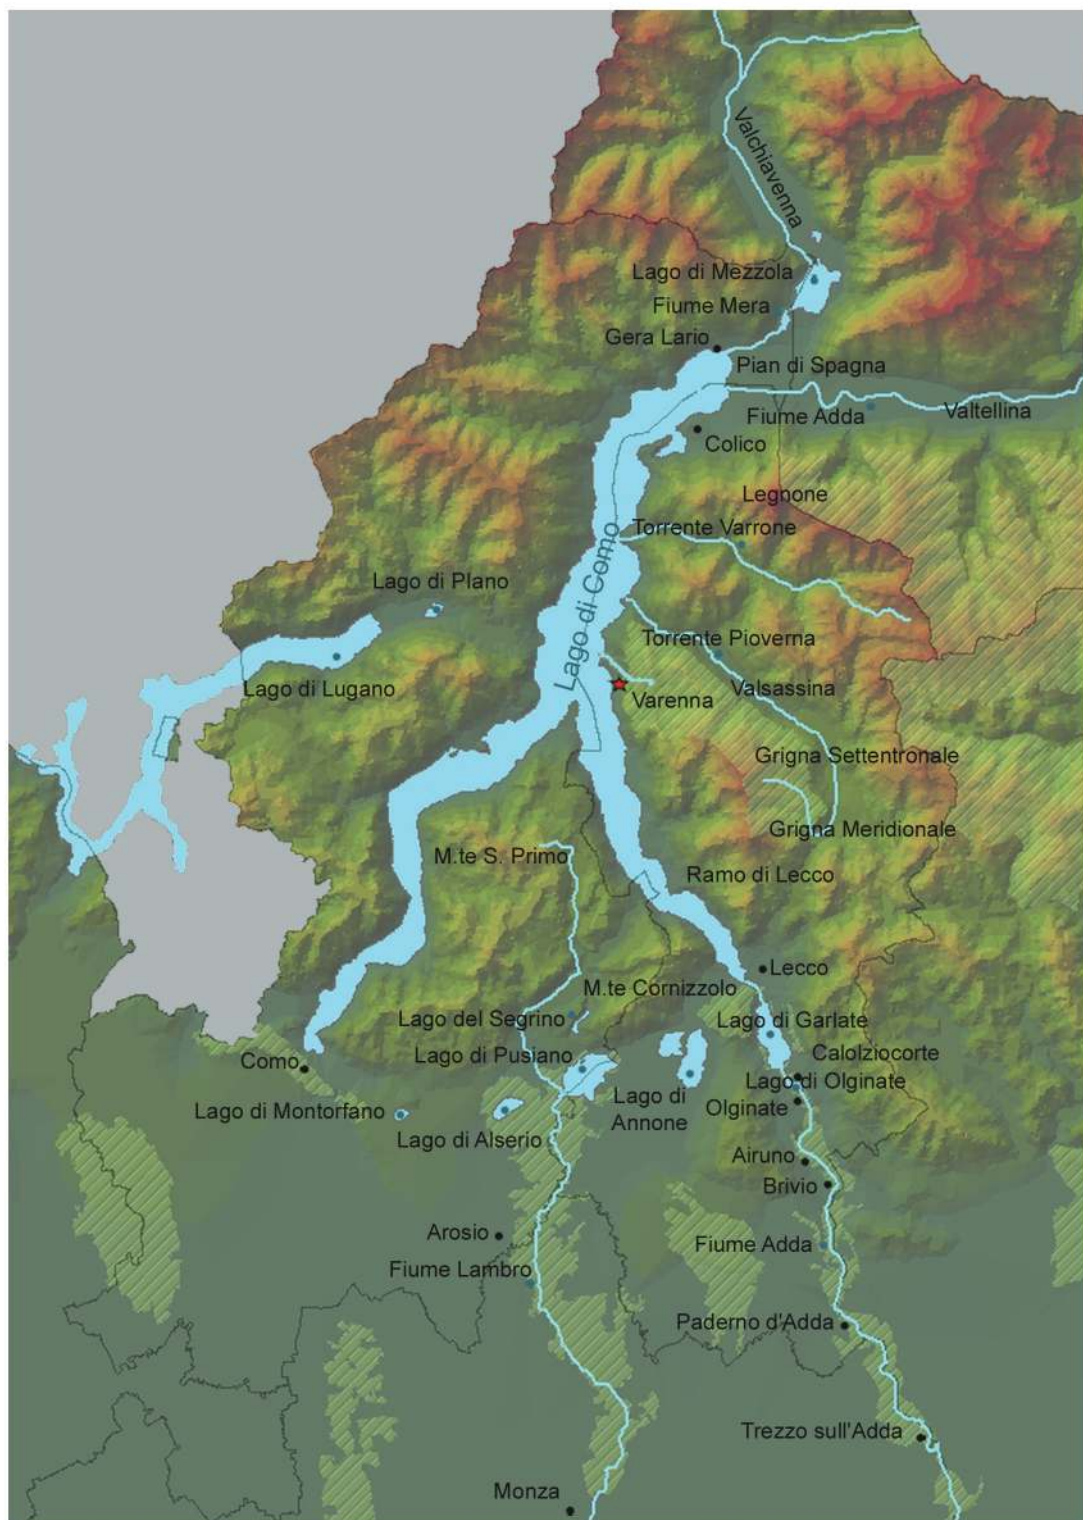 Valchiavenna
Lago di Mezzola
Fiume Mera
Gera Lario
Pian di Spagna
Fiume Adda
Valtellina
Colico
Legnone
Torrente Varrone
Lago di Como
Lago di Plano
Torrente Pioverna
Lago di Lugano
Valsassina
Varenna
Grigna Settentronale
Grigna Meridionale
M.te S. Primo
Ramo di Lecco
Lecco
M.te Cornizzolo
Lago del Segrino
Lago di Garlate
Lago di Pusiano
Calolziocorte
Como
Lago di Olginate
Lago di
Annone
Olginate
Lago di Montorfano
Lago di Alserio
Airuno
Brivio
Arosio
Fiume Adda
Fiume Lambro
Paderno d'Adda
Trezzo sull'Adda
Monza